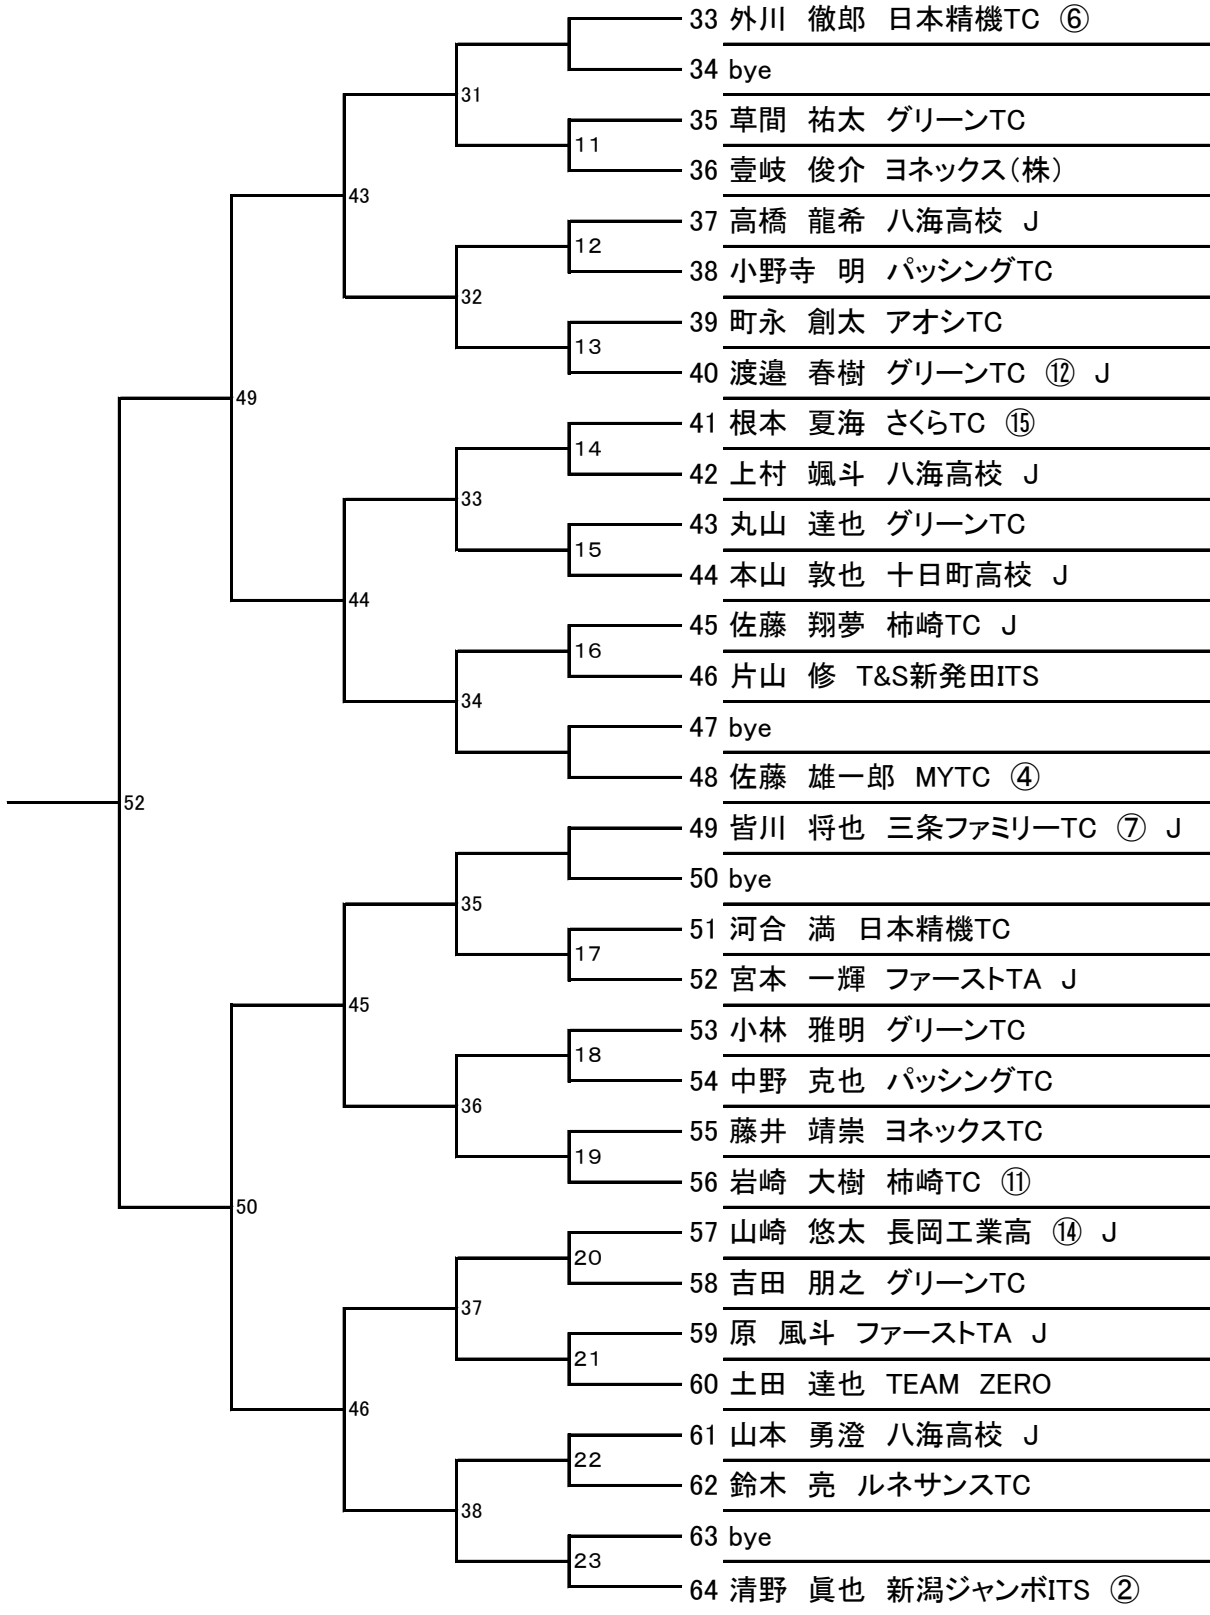 33 外川　徹郎　日本精機TC　⑥
34 bye
31
35 草間　祐太　グリーンTC
11
36 壹岐　俊介　ヨネックス（株）
43
37 高橋　龍希　八海高校　J
12
38 小野寺　明　パッシングTC
32
39 町永　創太　アオシTC
13
40 渡邉　春樹　グリーンTC　⑫　J
49
41 根本　夏海　さくらTC　⑮
14
42 上村　颯斗　八海高校　J
33
43 丸山　達也　グリーンTC
15
44 本山　敦也　十日町高校　J
44
45 佐藤　翔夢　柿崎TC　J
16
46 片山　修　T&S新発田ITS
34
47 bye
48 佐藤　雄一郎　MYTC　④
52
49 皆川　将也　三条ファミリーTC　⑦　J
50 bye
35
51 河合　満　日本精機TC
17
52 宮本　一輝　ファーストTA　J
45
53 小林　雅明　グリーンTC
18
54 中野　克也　パッシングTC
36
55 藤井　靖崇　ヨネックスTC
19
56 岩崎　大樹　柿崎TC　⑪
50
57 山崎　悠太　長岡工業高　⑭　J
20
58 吉田　朋之　グリーンTC
37
59 原　風斗　ファーストTA　J
21
60 土田　達也　TEAM　ZERO
46
61 山本　勇澄　八海高校　J
22
62 鈴木　亮　ルネサンスTC
38
63 bye
23
64 清野　眞也　新潟ジャンボITS　②